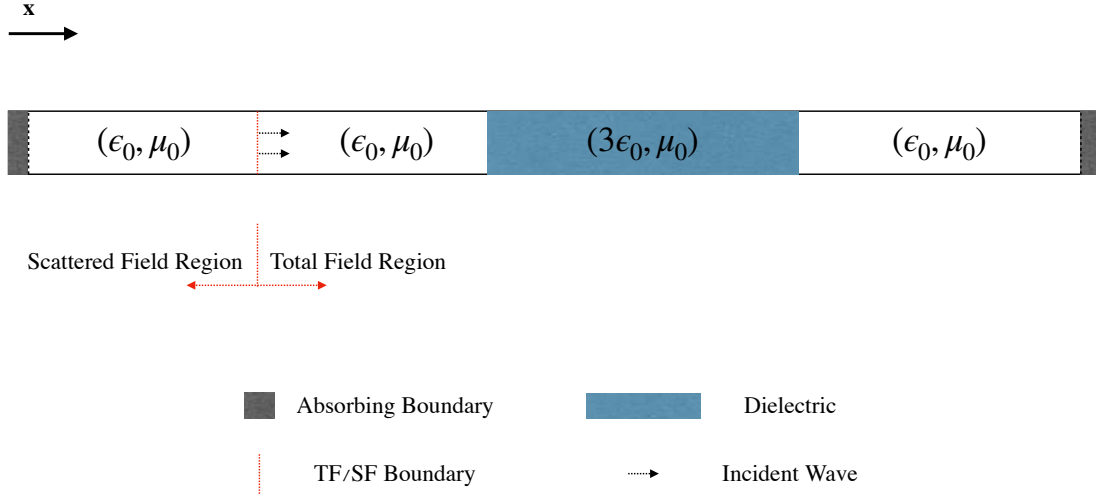 x
(ϵ₀, μ₀) (ϵ₀, μ₀) (3ϵ₀, μ₀) (ϵ₀, μ₀)
Scattered Field Region Total Field Region
Absorbing Boundary Dielectric
TF/SF Boundary Incident Wave